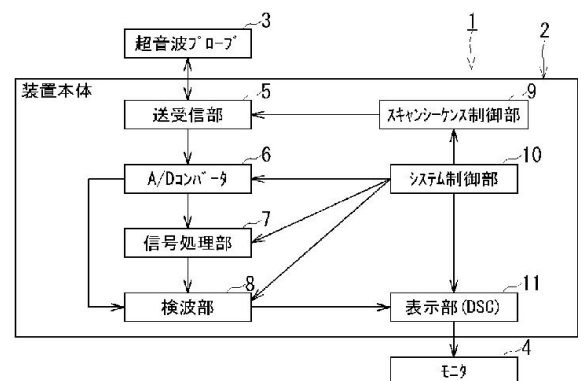 3
超音波ﾌﾟﾛｰﾌﾞ
1
2
装置本体
5
送受信部
9
ｽｷｬﾝｼｰｹﾝｽ制御部
6
A/Dｺﾝﾊﾞｰﾀ
10
ｼｽﾃﾑ制御部
7
信号処理部
8
検波部
11
表示部(DSC)
4
ﾓﾆﾀ